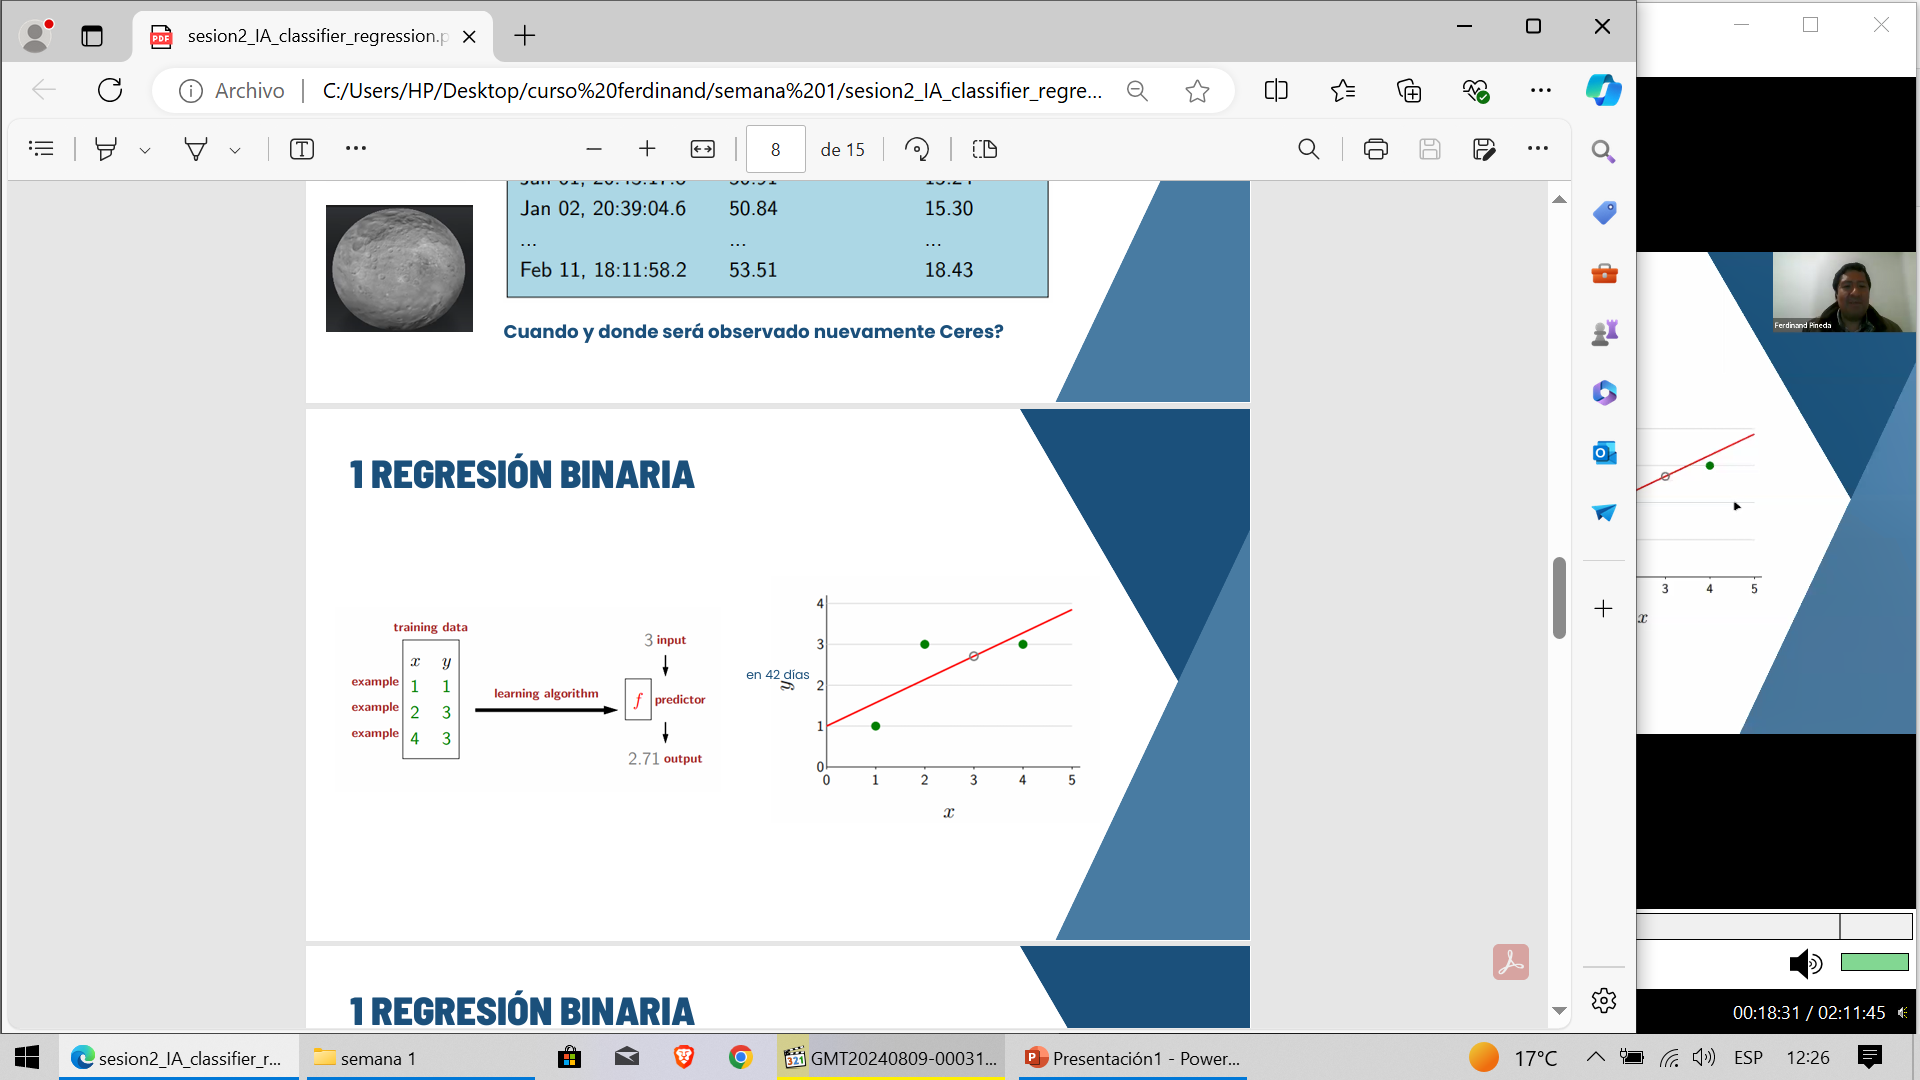 sesion2_IA_classifier_regression.p
Archivo
C:/Users/HP/Desktop/curso%20ferdinand/semana%201/sesion2_IA_classifier_regre...
8 de 15
Jan 02, 20:39:04.6 50.84 15.30
... ... ...
Feb 11, 18:11:58.2 53.51 18.43
Cuando y donde será observado nuevamente Ceres?
1 REGRESIÓN BINARIA
training data
x y
example 1 1
example 2 3
example 4 3
learning algorithm
3 input
f predictor
2.71 output
en 42 días
y
4
3
2
1
0
0 1 2 3 4 5
x
1 REGRESIÓN BINARIA
Ferdinand Pineda
3 4 5
x
00:18:31 / 02:11:45
sesion2_IA_classifier_r...
semana 1
321
GMT20240809-00031...
Presentación1 - Power...
17°C
ESP
12:26